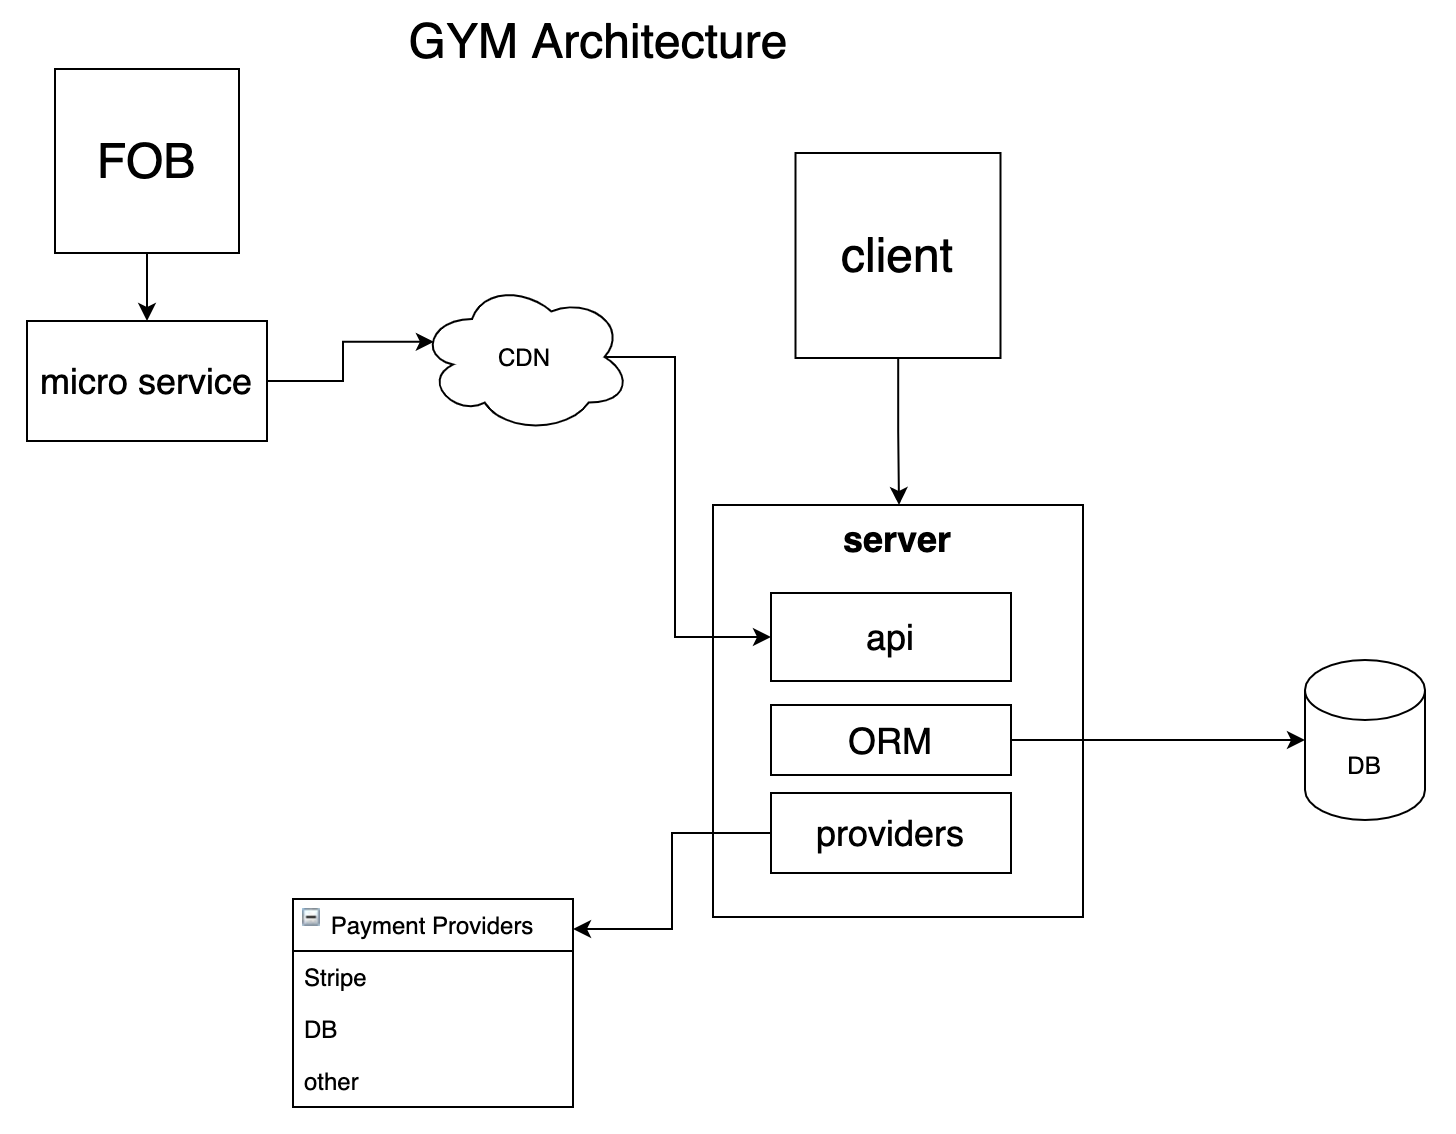 GYM Architecture
FOB
micro service
CDN
client
server
api
ORM
providers
DB
Payment Providers
Stripe
DB
other